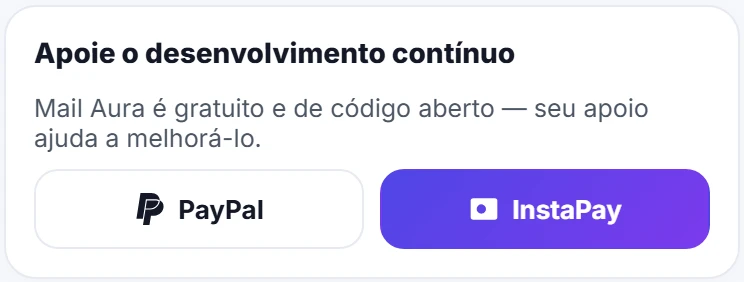 Apoie o desenvolvimento contínuo
Mail Aura é gratuito e de código aberto — seu apoio
ajuda a melhorá-lo.
PayPal
InstaPay